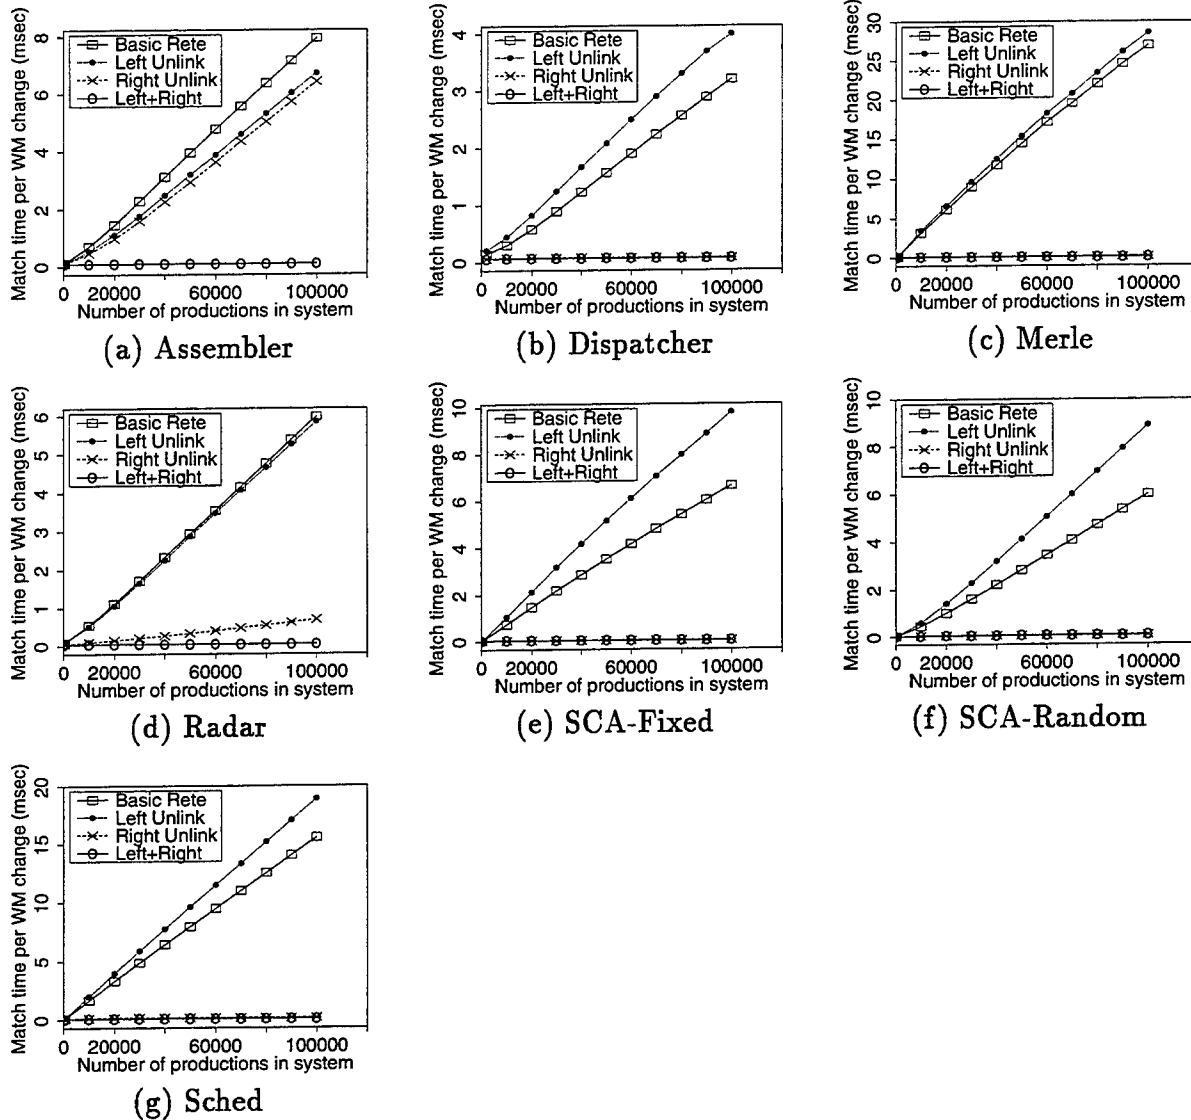 Match time per WM change (msec)
8
6
4
2
0
Basic Rete
Left Unlink
Right Unlink
Left+Right
0 20000 60000 100000
Number of productions in system
(a) Assembler
Match time per WM change (msec)
4
3
2
1
0
Basic Rete
Left Unlink
Right Unlink
Left+Right
0 20000 60000 100000
Number of productions in system
(b) Dispatcher
Match time per WM change (msec)
30
25
20
15
10
5
0
Basic Rete
Left Unlink
Right Unlink
Left+Right
0 20000 60000 100000
Number of productions in system
(c) Merle
Match time per WM change (msec)
6
5
4
3
2
1
0
Basic Rete
Left Unlink
Right Unlink
Left+Right
0 20000 60000 100000
Number of productions in system
(d) Radar
Match time per WM change (msec)
10
8
6
4
2
0
Basic Rete
Left Unlink
Right Unlink
Left+Right
0 20000 60000 100000
Number of productions in system
(e) SCA-Fixed
Match time per WM change (msec)
10
8
6
4
2
0
Basic Rete
Left Unlink
Right Unlink
Left+Right
0 20000 60000 100000
Number of productions in system
(f) SCA-Random
Match time per WM change (msec)
20
15
10
5
0
Basic Rete
Left Unlink
Right Unlink
Left+Right
0 20000 60000 100000
Number of productions in system
(g) Sched